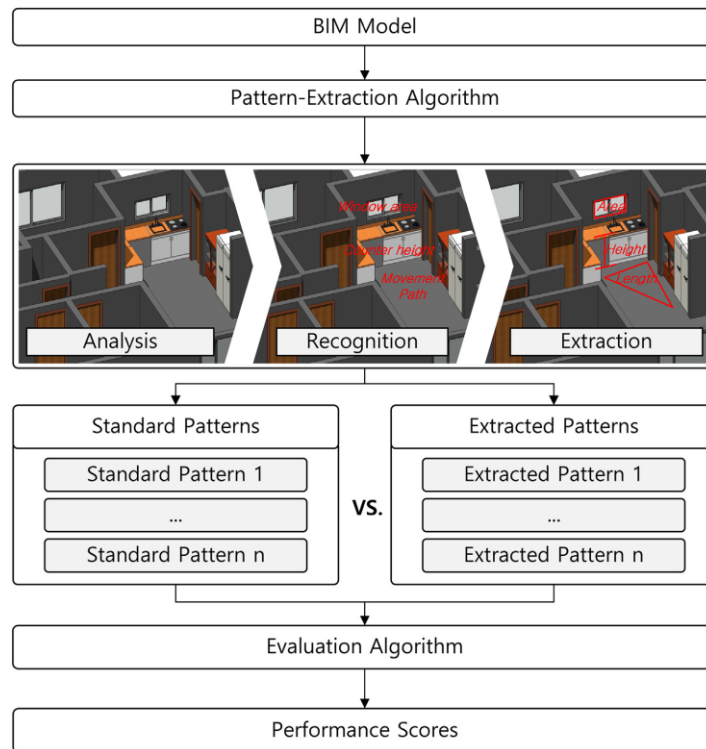 BIM Model
Pattern-Extraction Algorithm
Window area
Counter height
Movement
Path
Area
Height
Length
Analysis
Recognition
Extraction
Standard Patterns
Extracted Patterns
Standard Pattern 1
Extracted Pattern 1
...
VS.
...
Standard Pattern n
Extracted Pattern n
Evaluation Algorithm
Performance Scores